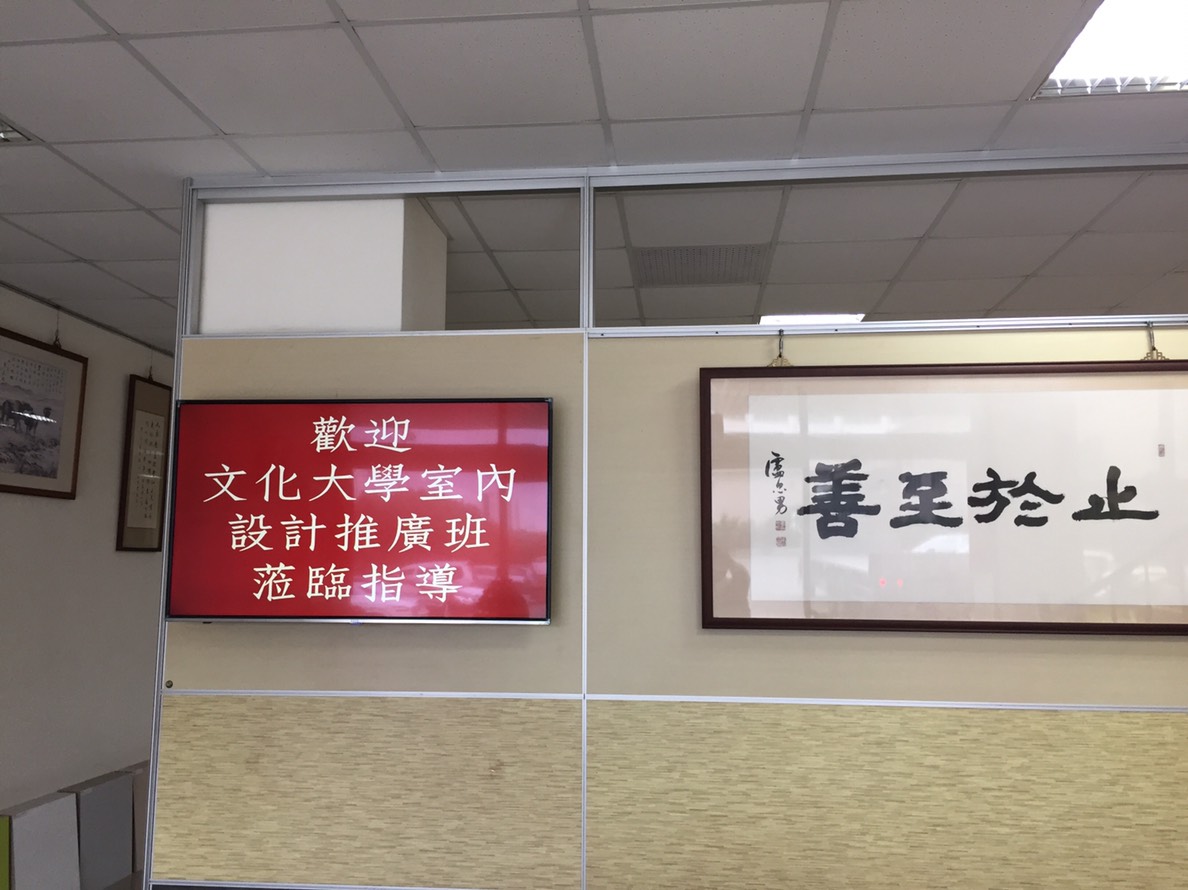 歡迎
文化大學室內
設計推廣班
蒞臨指導
止於至善